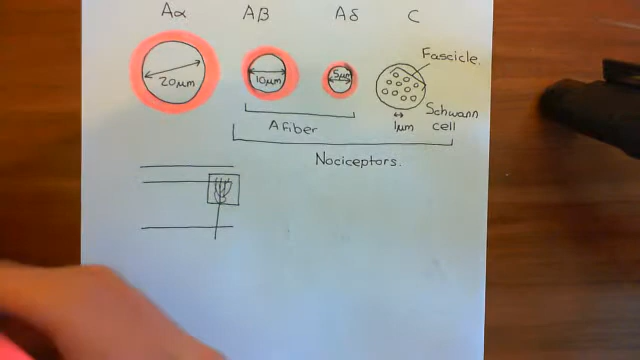 Aα Aβ Aδ C
20μm
10μm
5μm
Fascicle.
1μm
Schwann
cell
A fiber
Nociceptors.